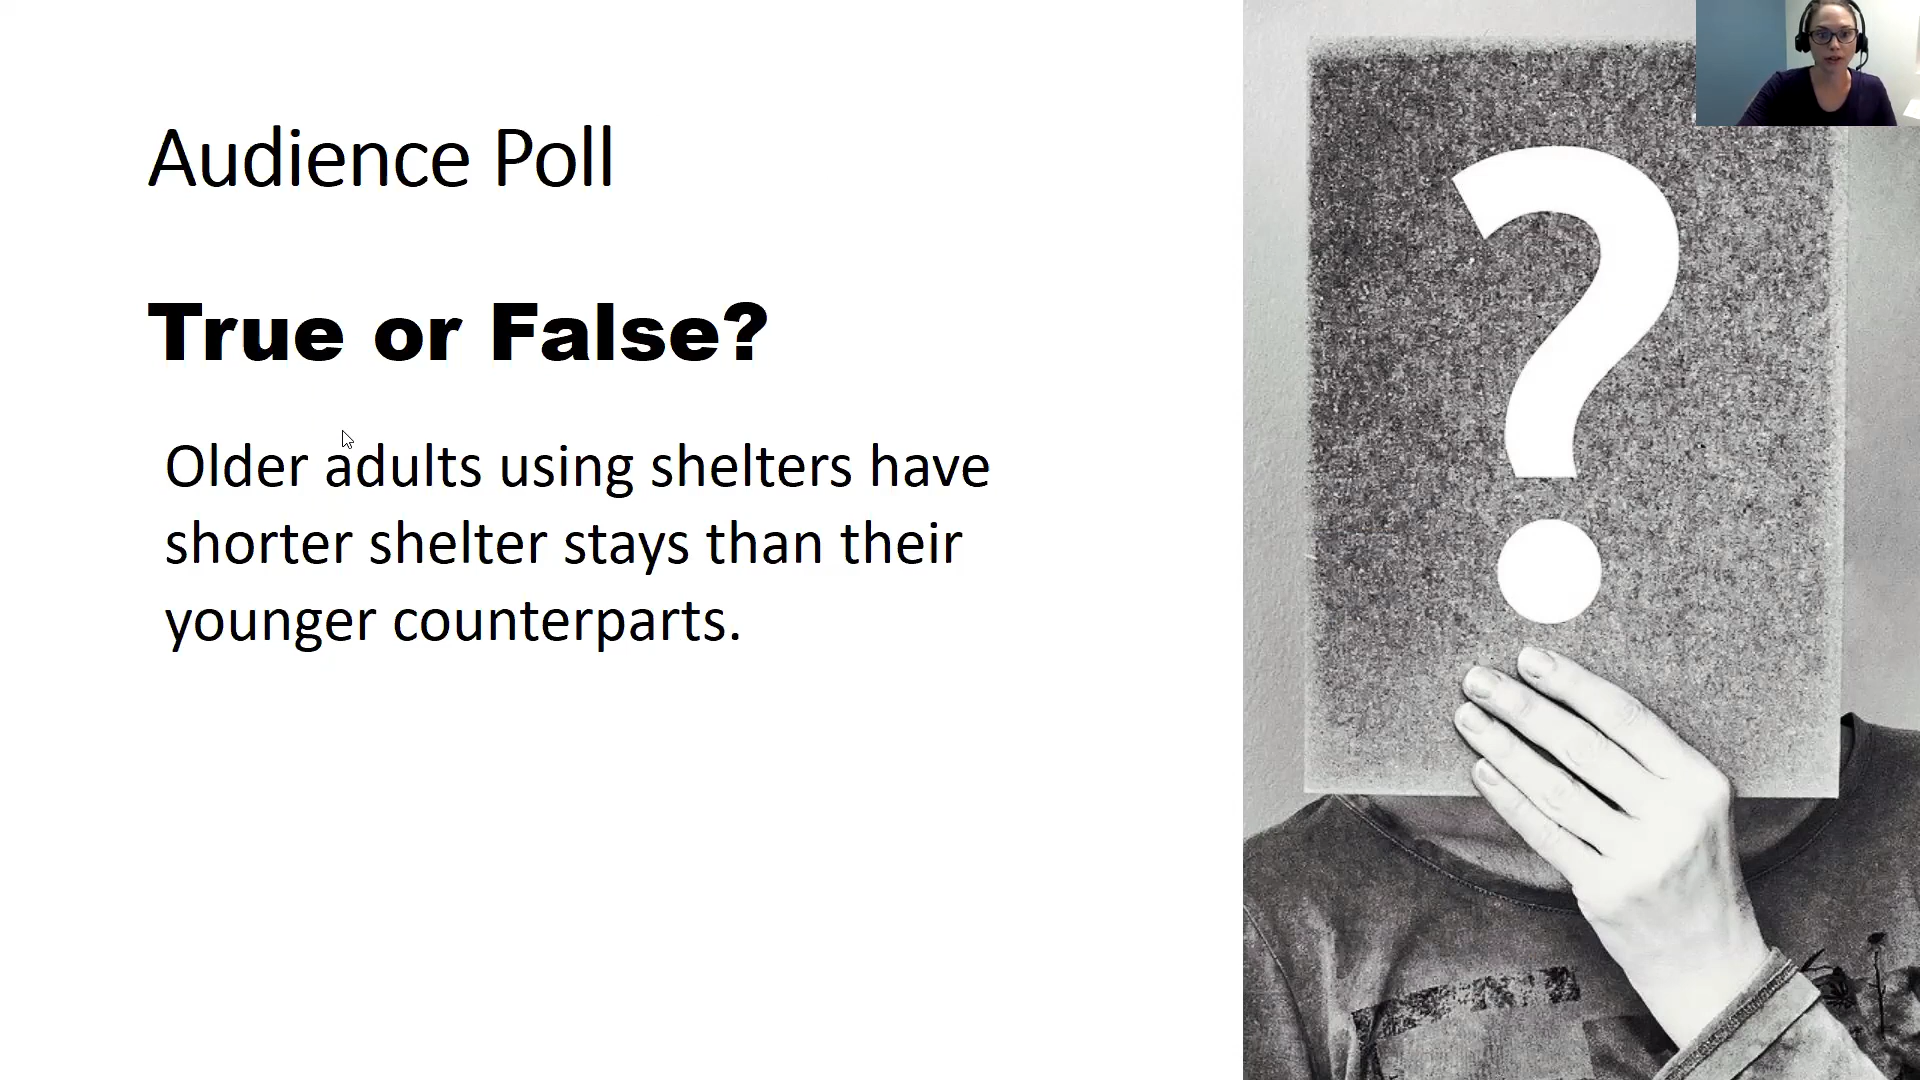 Audience Poll
True or False?
Older adults using shelters have
shorter shelter stays than their
younger counterparts.
?